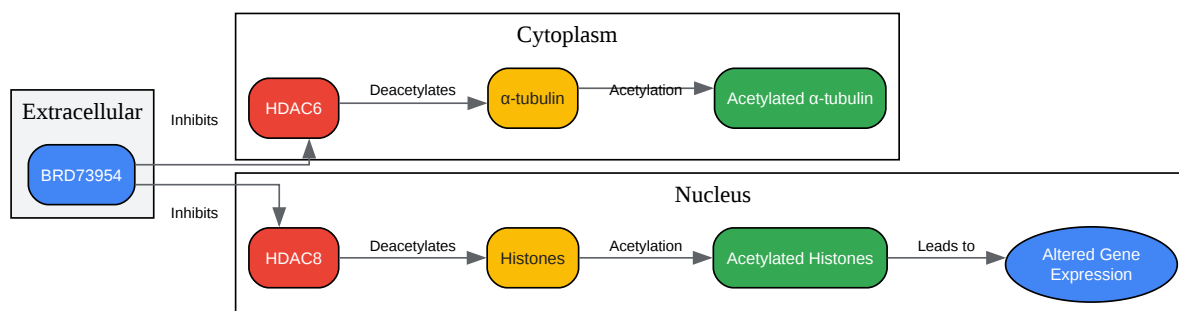 Cytoplasm
Deacetylates
α-tubulin
Acetylation
Acetylated α-tubulin
HDAC6
Extracellular
Inhibits
BRD73954
Inhibits
Nucleus
HDAC8
Deacetylates
Histones
Acetylation
Acetylated Histones
Leads to
Altered Gene
Expression